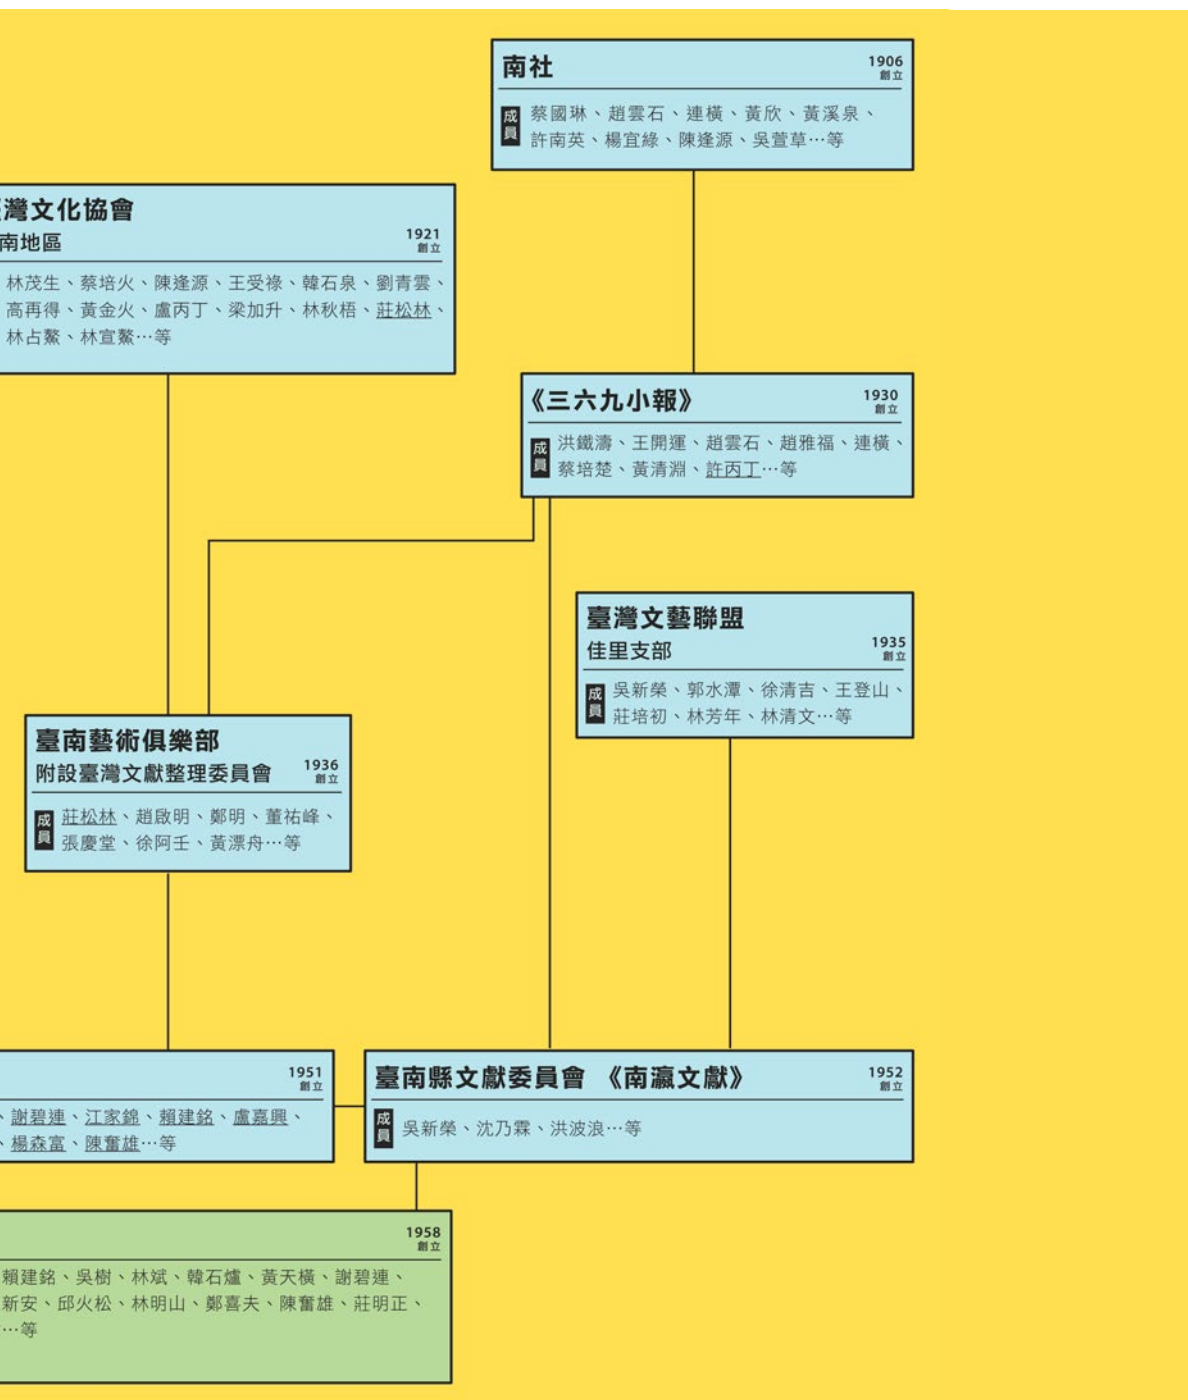 南社
1906
創立
成員
蔡國琳、趙雲石、連橫、黃欣、黃溪泉、
許南英、楊宜綠、陳逢源、吳萱草…等
灣文化協會
南地區
1921
創立
林茂生、蔡培火、陳逢源、王受祿、韓石泉、劉青雲、
高再得、黃金火、盧丙丁、梁加升、林秋梧、莊松林、
林占鰲、林宣鰲…等
《三六九小報》
1930
創立
成員
洪鐵濤、王開運、趙雲石、趙雅福、連橫、
蔡培楚、黃清淵、許丙丁…等
臺灣文藝聯盟
佳里支部
1935
創立
成員
吳新榮、郭水潭、徐清吉、王登山、
莊培初、林芳年、林清文…等
臺南藝術俱樂部
附設臺灣文獻整理委員會
1936
創立
成員
莊松林、趙啟明、鄭明、董祐峰、
張慶堂、徐阿壬、黃漂舟…等
1951
創立
、謝碧連、江家錦、賴建銘、盧嘉興、
、楊森富、陳奮雄…等
臺南縣文獻委員會 《南瀛文獻》
1952
創立
成員
吳新榮、沈乃霖、洪波浪…等
1958
創立
賴建銘、吳樹、林斌、韓石爐、黃天橫、謝碧連、
新安、邱火松、林明山、鄭喜夫、陳奮雄、莊明正、
…等